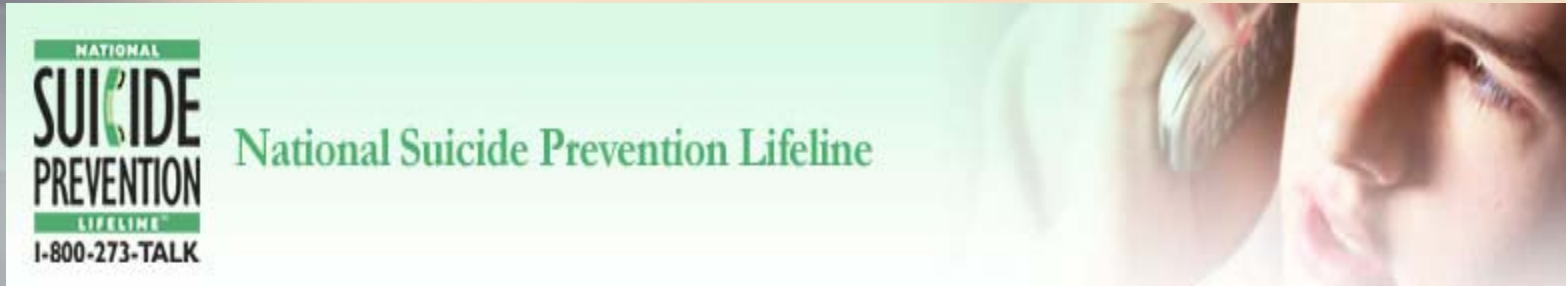 NATIONAL
SUICIDE
PREVENTION
LIFELINE™
1-800-273-TALK
National Suicide Prevention Lifeline